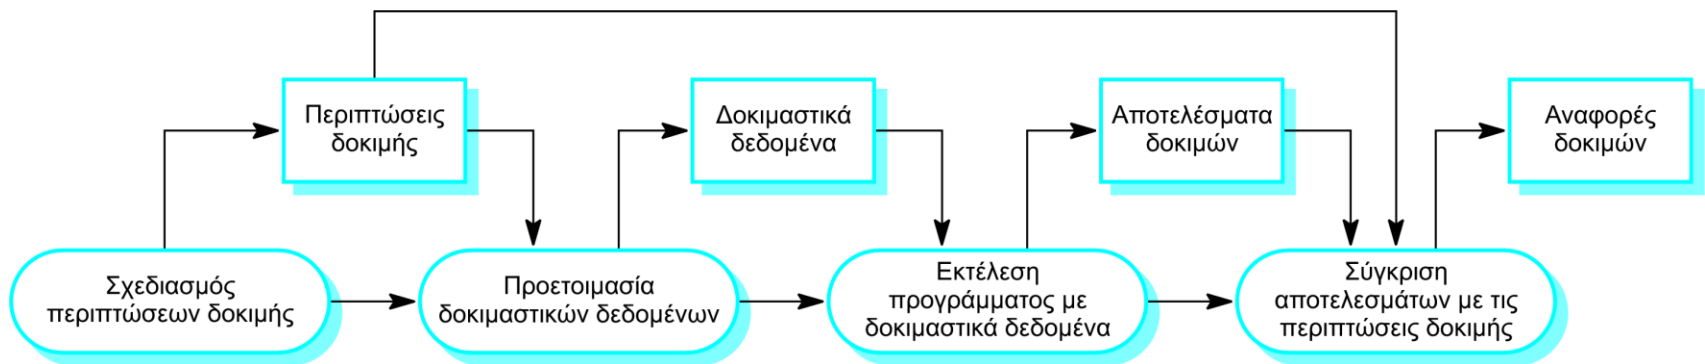 Περιπτώσεις
δοκιμής
Δοκιμαστικά
δεδομένα
Αποτελέσματα
δοκιμών
Αναφορές
δοκιμών
Σχεδιασμός
περιπτώσεων δοκιμής
Προετοιμασία
δοκιμαστικών δεδομένων
Εκτέλεση
προγράμματος με
δοκιμαστικά δεδομένα
Σύγκριση
αποτελεσμάτων με τις
περιπτώσεις δοκιμής